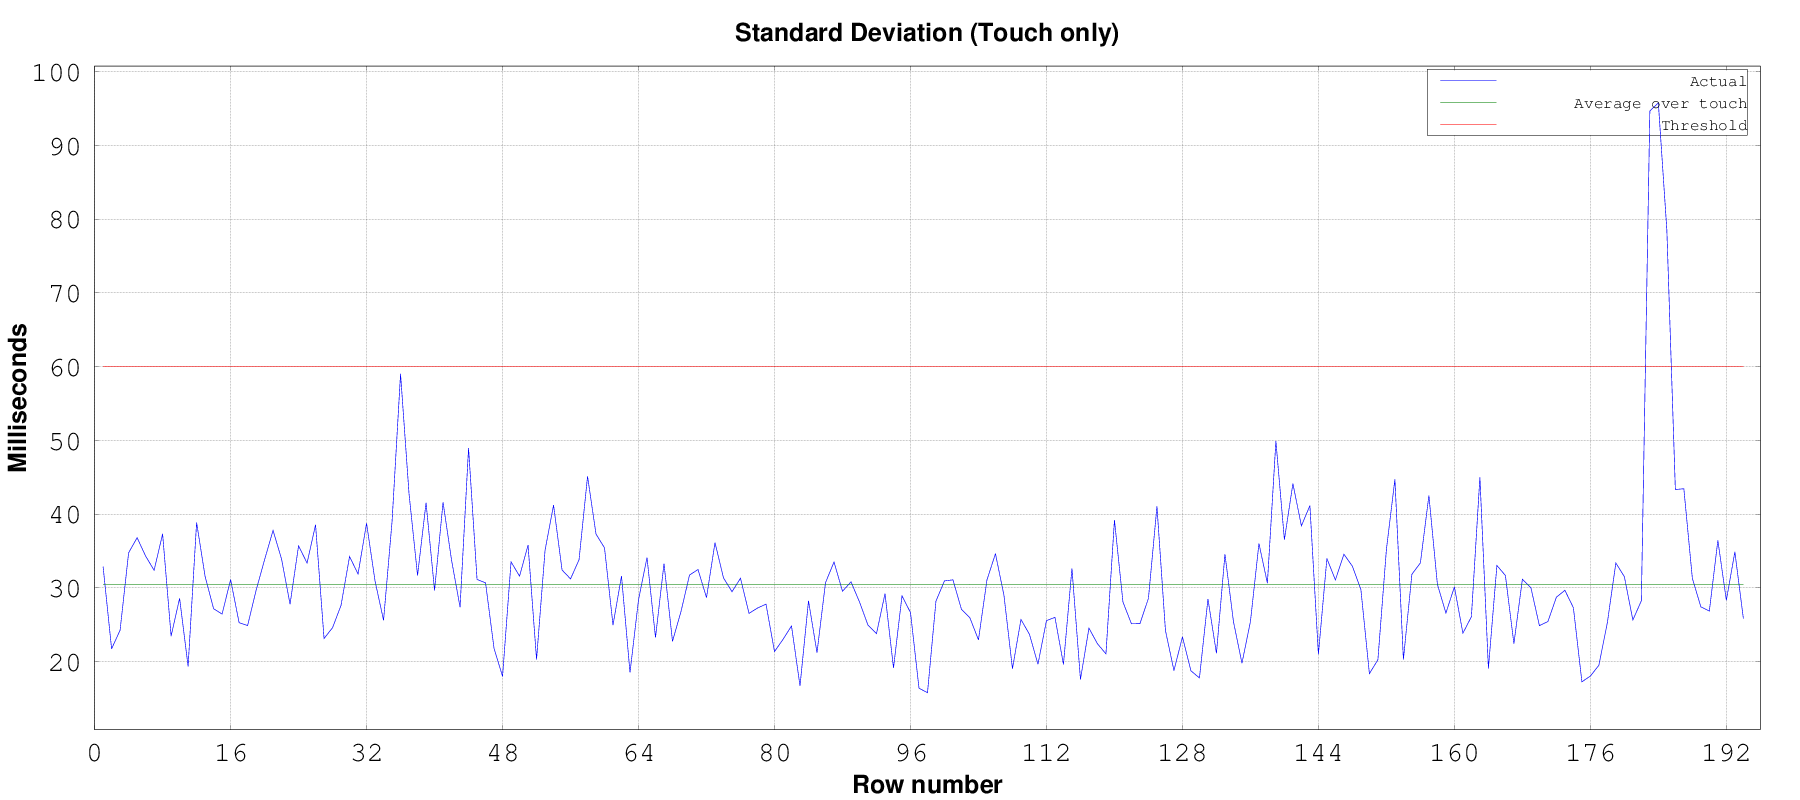 Standard Deviation (Touch only)
Actual
Average over touch
Threshold
100
90
80
70
60
50
40
30
20
Milliseconds
0 16 32 48 64 80 96 112 128 144 160 176 192
Row number